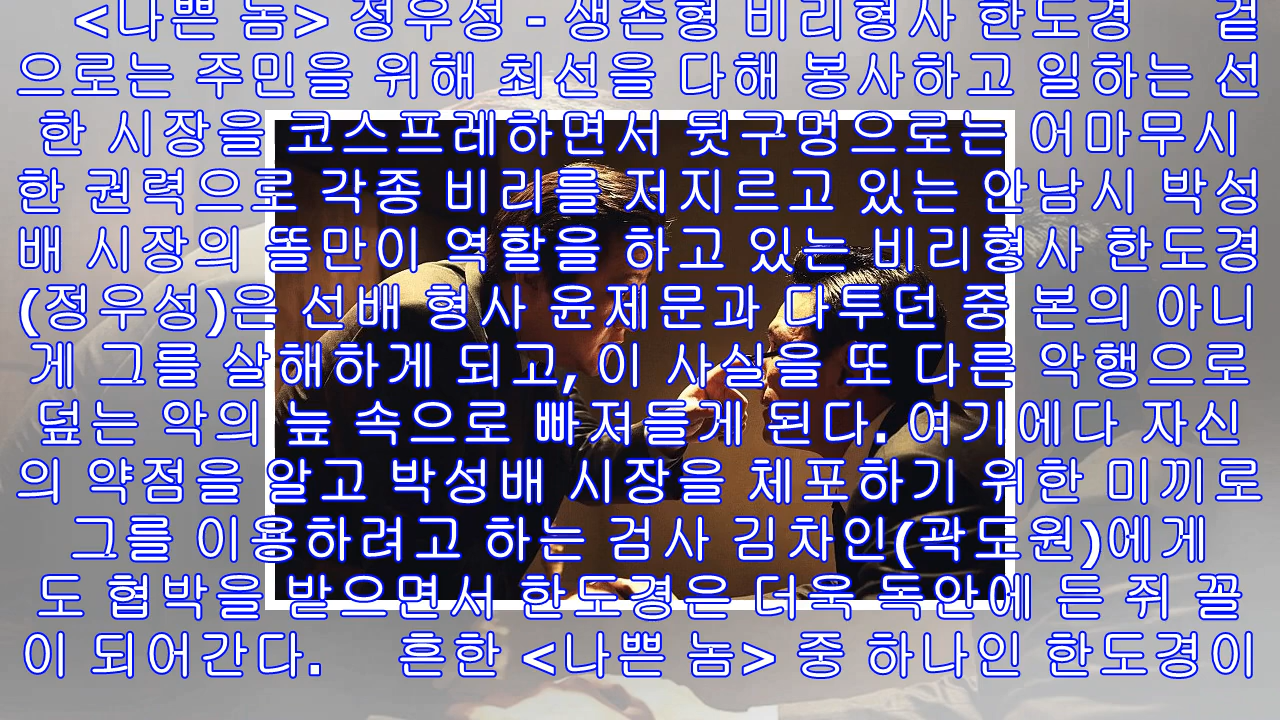 <나쁜 놈> 정우성 - 생존형 비리형사 한도경 겉
으로는 주민을 위해 최선을 다해 봉사하고 일하는 선
한 시장을 코스프레하면서 뒷구멍으로는 어마무시
한 권력으로 각종 비리를 저지르고 있는 안남시 박성
배 시장의 똘만이 역할을 하고 있는 비리형사 한도경
(정우성)은 선배 형사 윤제문과 다투던 중 본의 아니
게 그를 살해하게 되고, 이 사실을 또 다른 악행으로
덮는 악의 늪 속으로 빠져들게 된다. 여기에다 자신
의 약점을 알고 박성배 시장을 체포하기 위한 미끼로
그를 이용하려고 하는 검사 김차인(곽도원)에게
도 협박을 받으면서 한도경은 더욱 독안에 든 쥐 꼴
이 되어간다. 흔한 <나쁜 놈> 중 하나인 한도경이